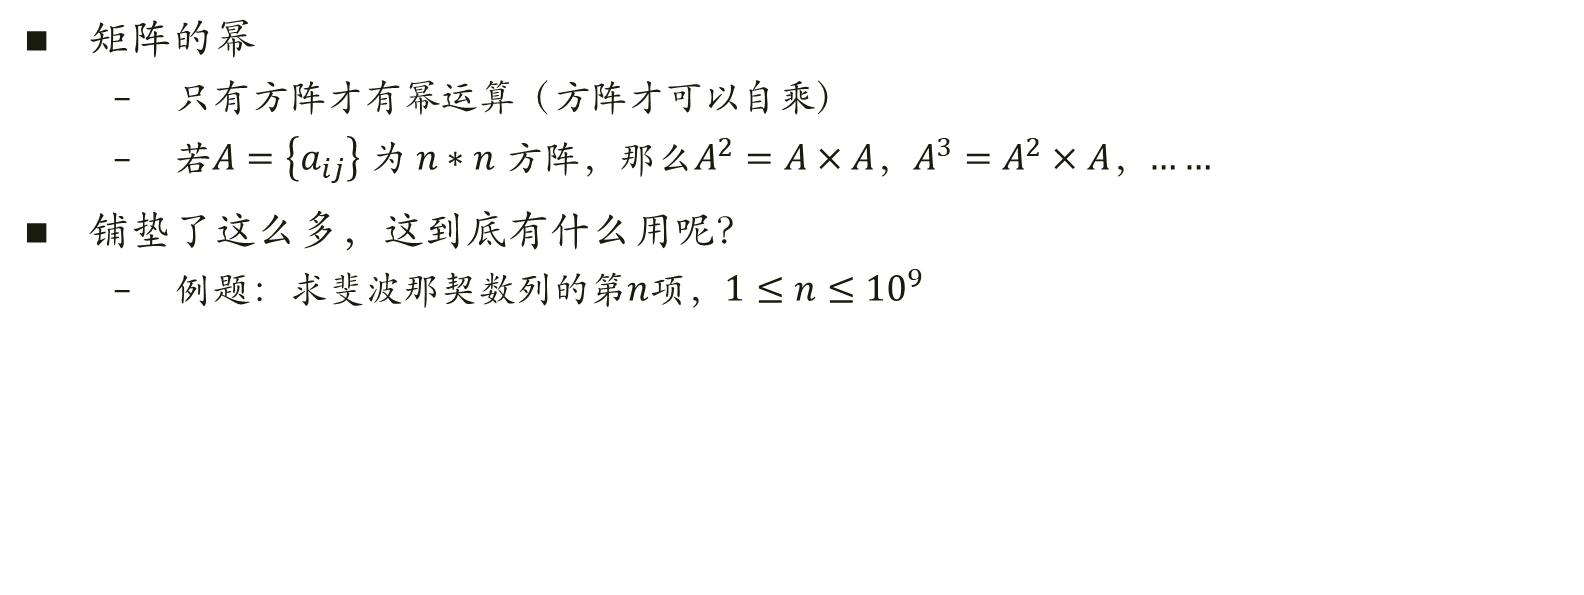 ■ 矩阵的幂
– 只有方阵才有幂运算（方阵才可以自乘）
– 若A = {aᵢⱼ} 为 n ∗ n 方阵，那么A² = A × A，A³ = A² × A，… …
■ 铺垫了这么多，这到底有什么用呢？
– 例题：求斐波那契数列的第n项，1 ≤ n ≤ 10⁹